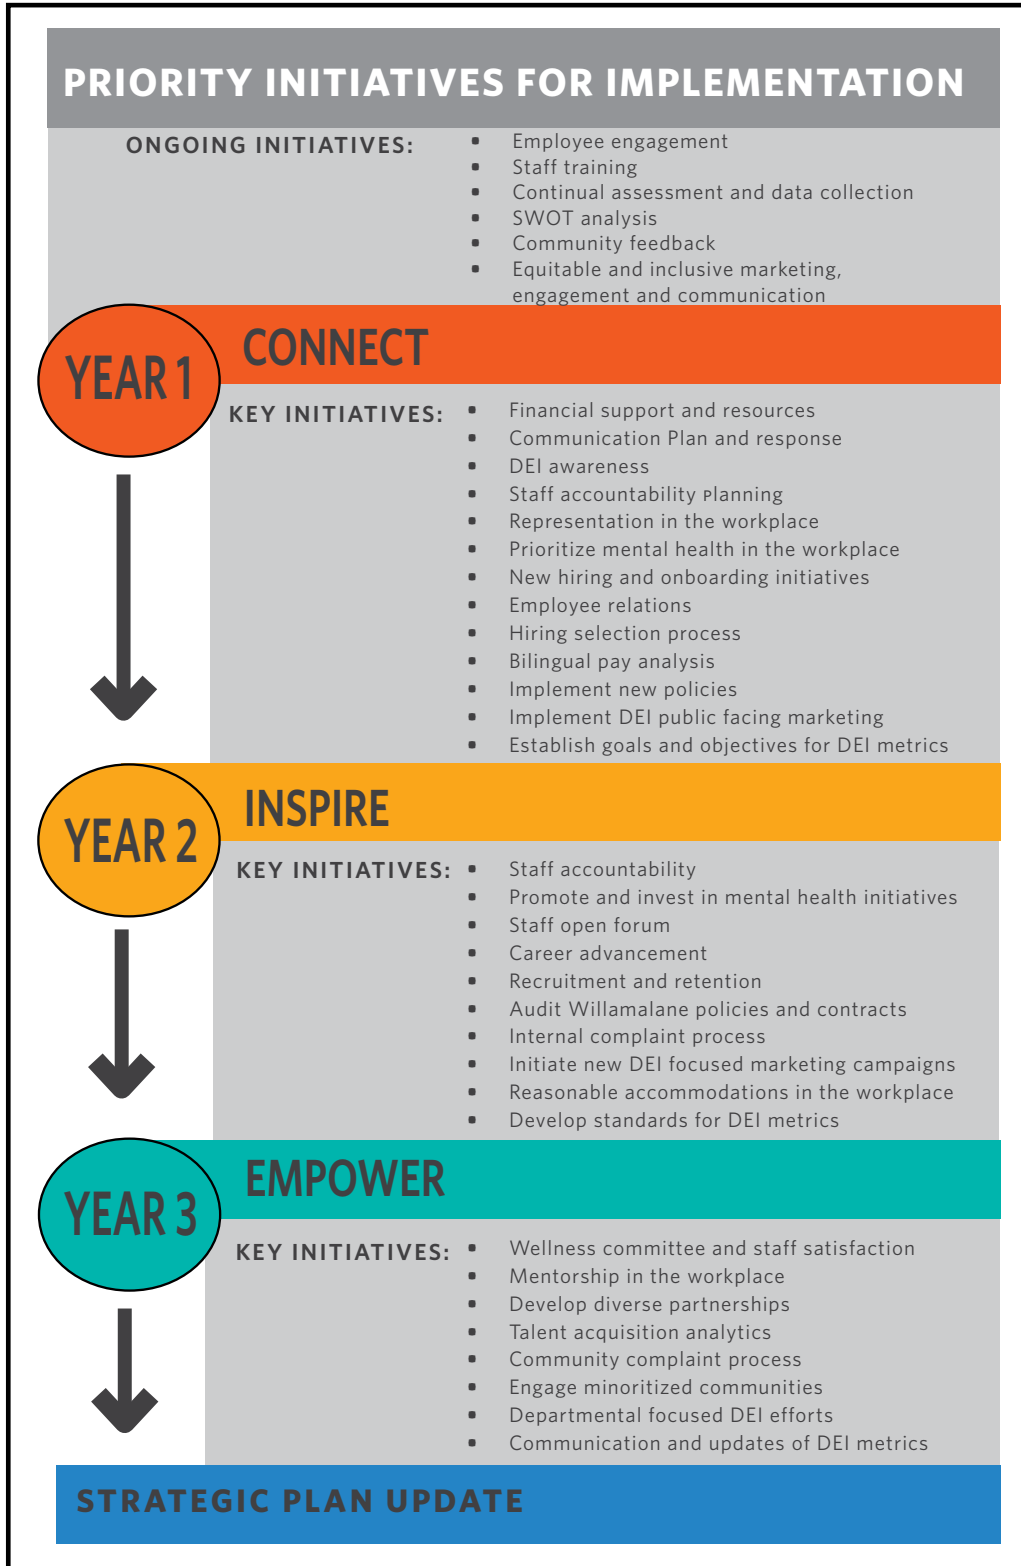 PRIORITY INITIATIVES FOR IMPLEMENTATION
ONGOING INITIATIVES:
▪ Employee engagement
▪ Staff training
▪ Continual assessment and data collection
▪ SWOT analysis
▪ Community feedback
▪ Equitable and inclusive marketing,
engagement and communication
YEAR 1
CONNECT
KEY INITIATIVES:
▪ Financial support and resources
▪ Communication Plan and response
▪ DEI awareness
▪ Staff accountability Planning
▪ Representation in the workplace
▪ Prioritize mental health in the workplace
▪ New hiring and onboarding initiatives
▪ Employee relations
▪ Hiring selection process
▪ Bilingual pay analysis
▪ Implement new policies
▪ Implement DEI public facing marketing
▪ Establish goals and objectives for DEI metrics
YEAR 2
INSPIRE
KEY INITIATIVES:
▪ Staff accountability
▪ Promote and invest in mental health initiatives
▪ Staff open forum
▪ Career advancement
▪ Recruitment and retention
▪ Audit Willamalane policies and contracts
▪ Internal complaint process
▪ Initiate new DEI focused marketing campaigns
▪ Reasonable accommodations in the workplace
▪ Develop standards for DEI metrics
YEAR 3
EMPOWER
KEY INITIATIVES:
▪ Wellness committee and staff satisfaction
▪ Mentorship in the workplace
▪ Develop diverse partnerships
▪ Talent acquisition analytics
▪ Community complaint process
▪ Engage minoritized communities
▪ Departmental focused DEI efforts
▪ Communication and updates of DEI metrics
STRATEGIC PLAN UPDATE